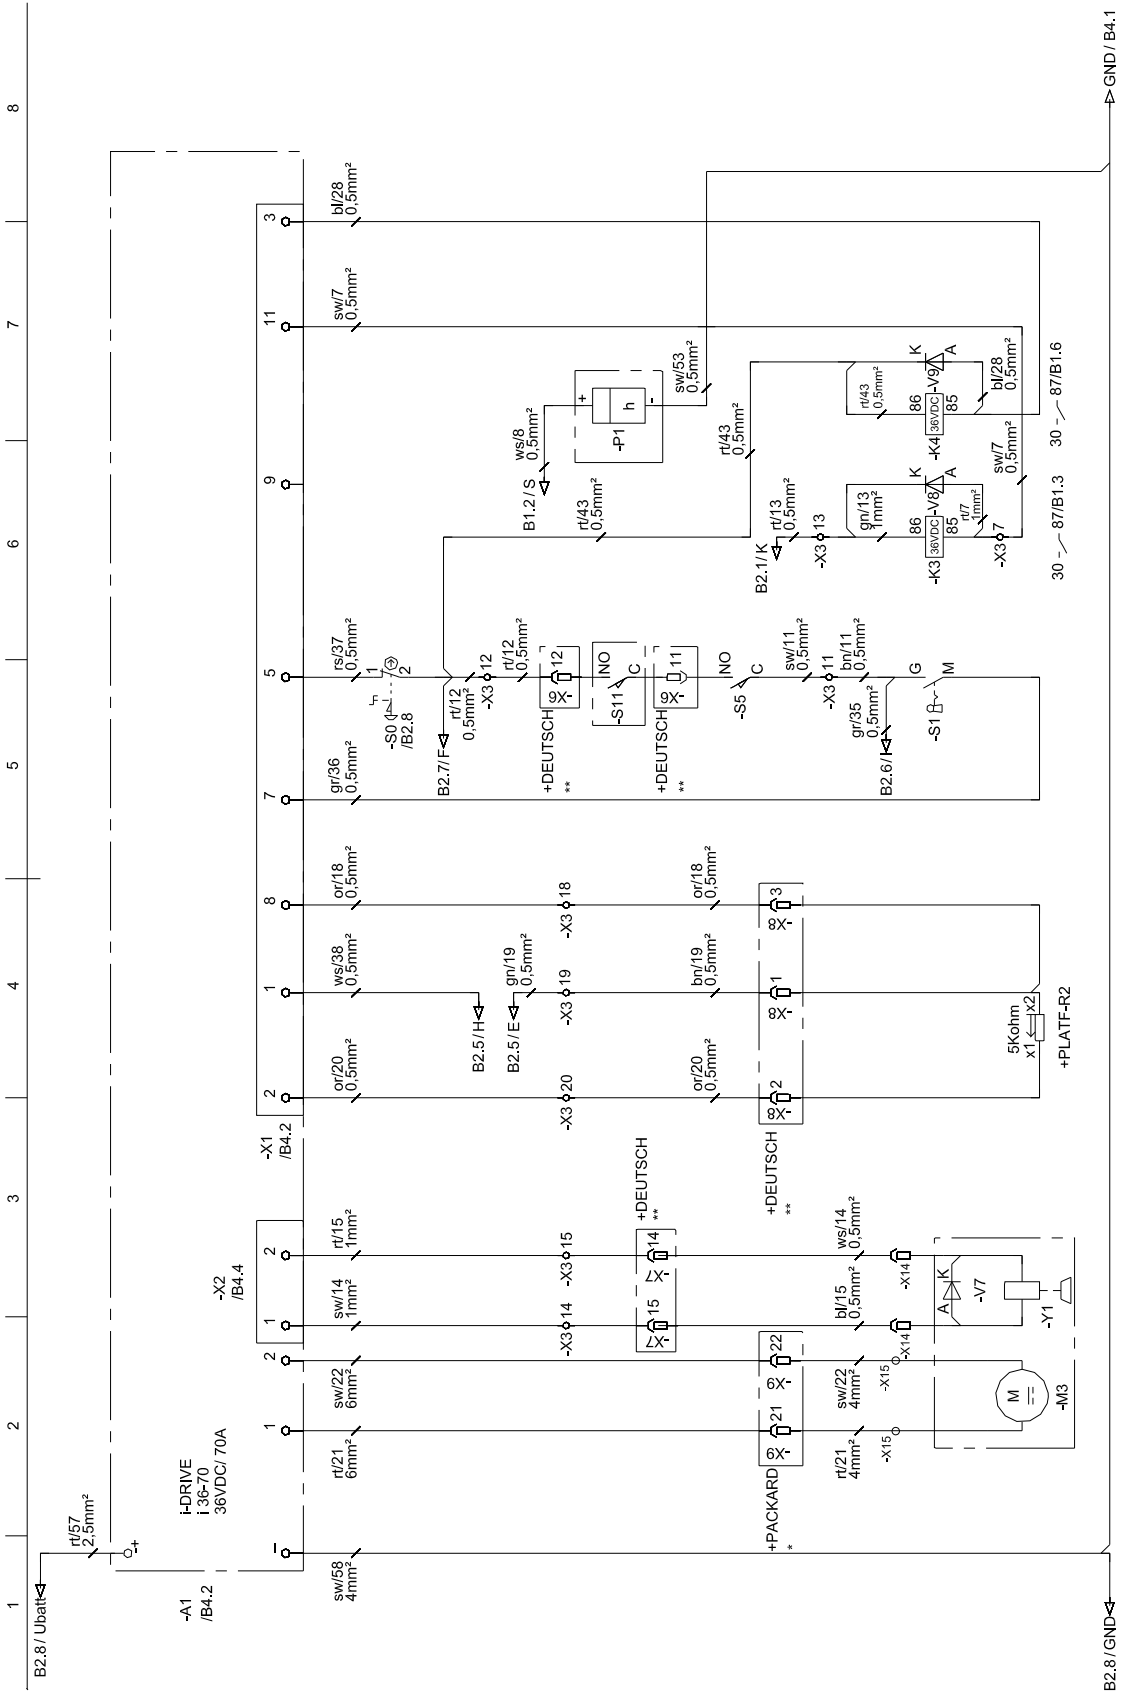 1
2
3
4
5
6
7
8
B2.8 / Ubatt
rt/57
2,5mm²
+
-A1
/B4.2
i-DRIVE
i 36-70
36VDC/ 70A
-X2
/B4.4
-X1
/B4.2
-
1
2
1
2
2
1
8
7
5
9
11
3
sw/58
4mm²
rt/21
6mm²
sw/22
6mm²
sw/14
1mm²
rt/15
1mm²
or/20
0,5mm²
ws/38
0,5mm²
or/18
0,5mm²
gr/36
0,5mm²
rs/37
0,5mm²
sw/7
0,5mm²
bl/28
0,5mm²
-S0
/B2.8
1
2
B2.7/ F
rt/12
0,5mm²
-X3
12
rt/12
0,5mm²
+DEUTSCH
**
-X6
12
NO
C
-S11
+DEUTSCH
**
-X6
11
NO
C
-S5
sw/11
0,5mm²
-X3
11
bn/11
0,5mm²
gr/35
0,5mm²
B2.6/ I
G
M
-S1
B2.5 / H
B2.5 / E
gn/19
0,5mm²
-X3
14
-X3
15
-X3
20
-X3
19
-X3
18
+DEUTSCH
**
-X7
15
-X7
14
or/20
0,5mm²
bn/19
0,5mm²
or/18
0,5mm²
+PACKARD
*
-X9
21
-X9
22
+DEUTSCH
**
-X8
2
-X8
1
-X8
3
rt/21
4mm²
sw/22
4mm²
bl/15
0,5mm²
ws/14
0,5mm²
-X15
-X15
-X14
-X14
A
K
-V7
M
-M3
-Y1
5Kohm
x1
x2
+PLATF-R2
B1.2 / S
ws/8
0,5mm²
+
h
-
-P1
sw/53
0,5mm²
rt/43
0,5mm²
rt/43
0,5mm²
B2.1/ K
rt/13
0,5mm²
-X3
13
gn/13
1mm²
rt/43
0,5mm²
-K3
36VDC
86
85
-V8
K
A
rt/7
1mm²
-X3
7
sw/7
0,5mm²
-K4
36VDC
86
85
-V9
K
A
bl/28
0,5mm²
30
87/B1.3
30
87/B1.6
B2.8 / GND
GND / B4.1